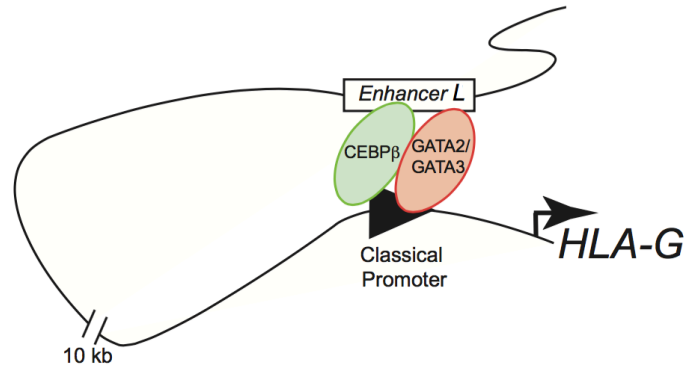 Enhancer L
CEBPβ
GATA2/
GATA3
Classical
Promoter
HLA-G
10 kb